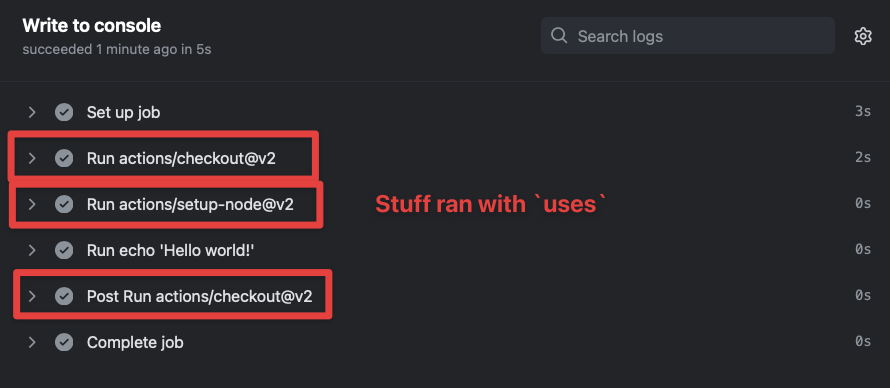 Write to console
succeeded 1 minute ago in 5s
Search logs
Set up job 3s
Run actions/checkout@v2 2s
Run actions/setup-node@v2 0s
Stuff ran with `uses`
Run echo 'Hello world!' 0s
Post Run actions/checkout@v2 0s
Complete job 0s